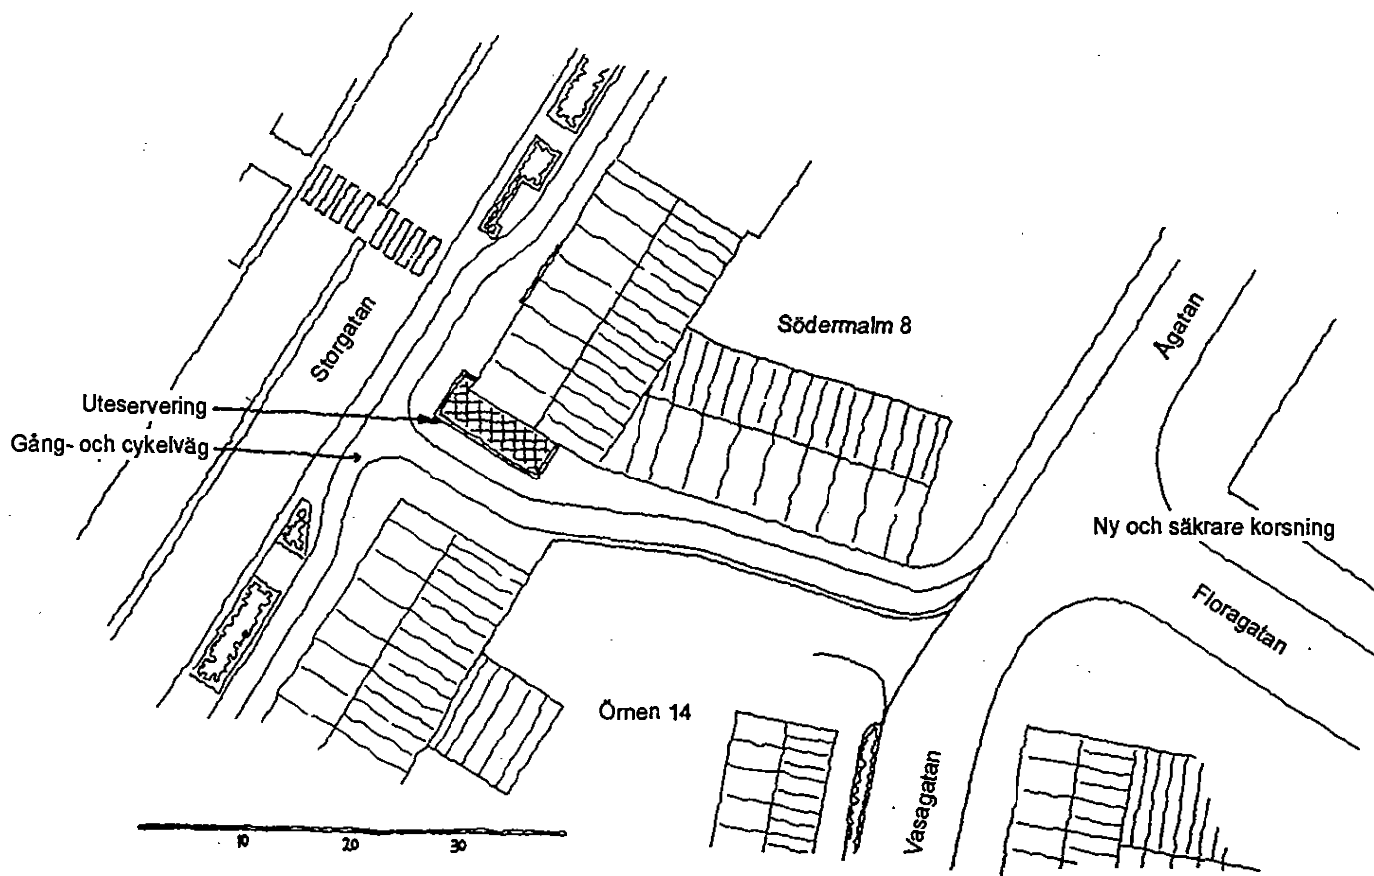 Södermalm 8
Ågatan
Storgatan
Uteservering
Gång- och cykelväg
Ny och säkrare korsning
Floragatan
Örnen 14
Vasagatan
10 20 30